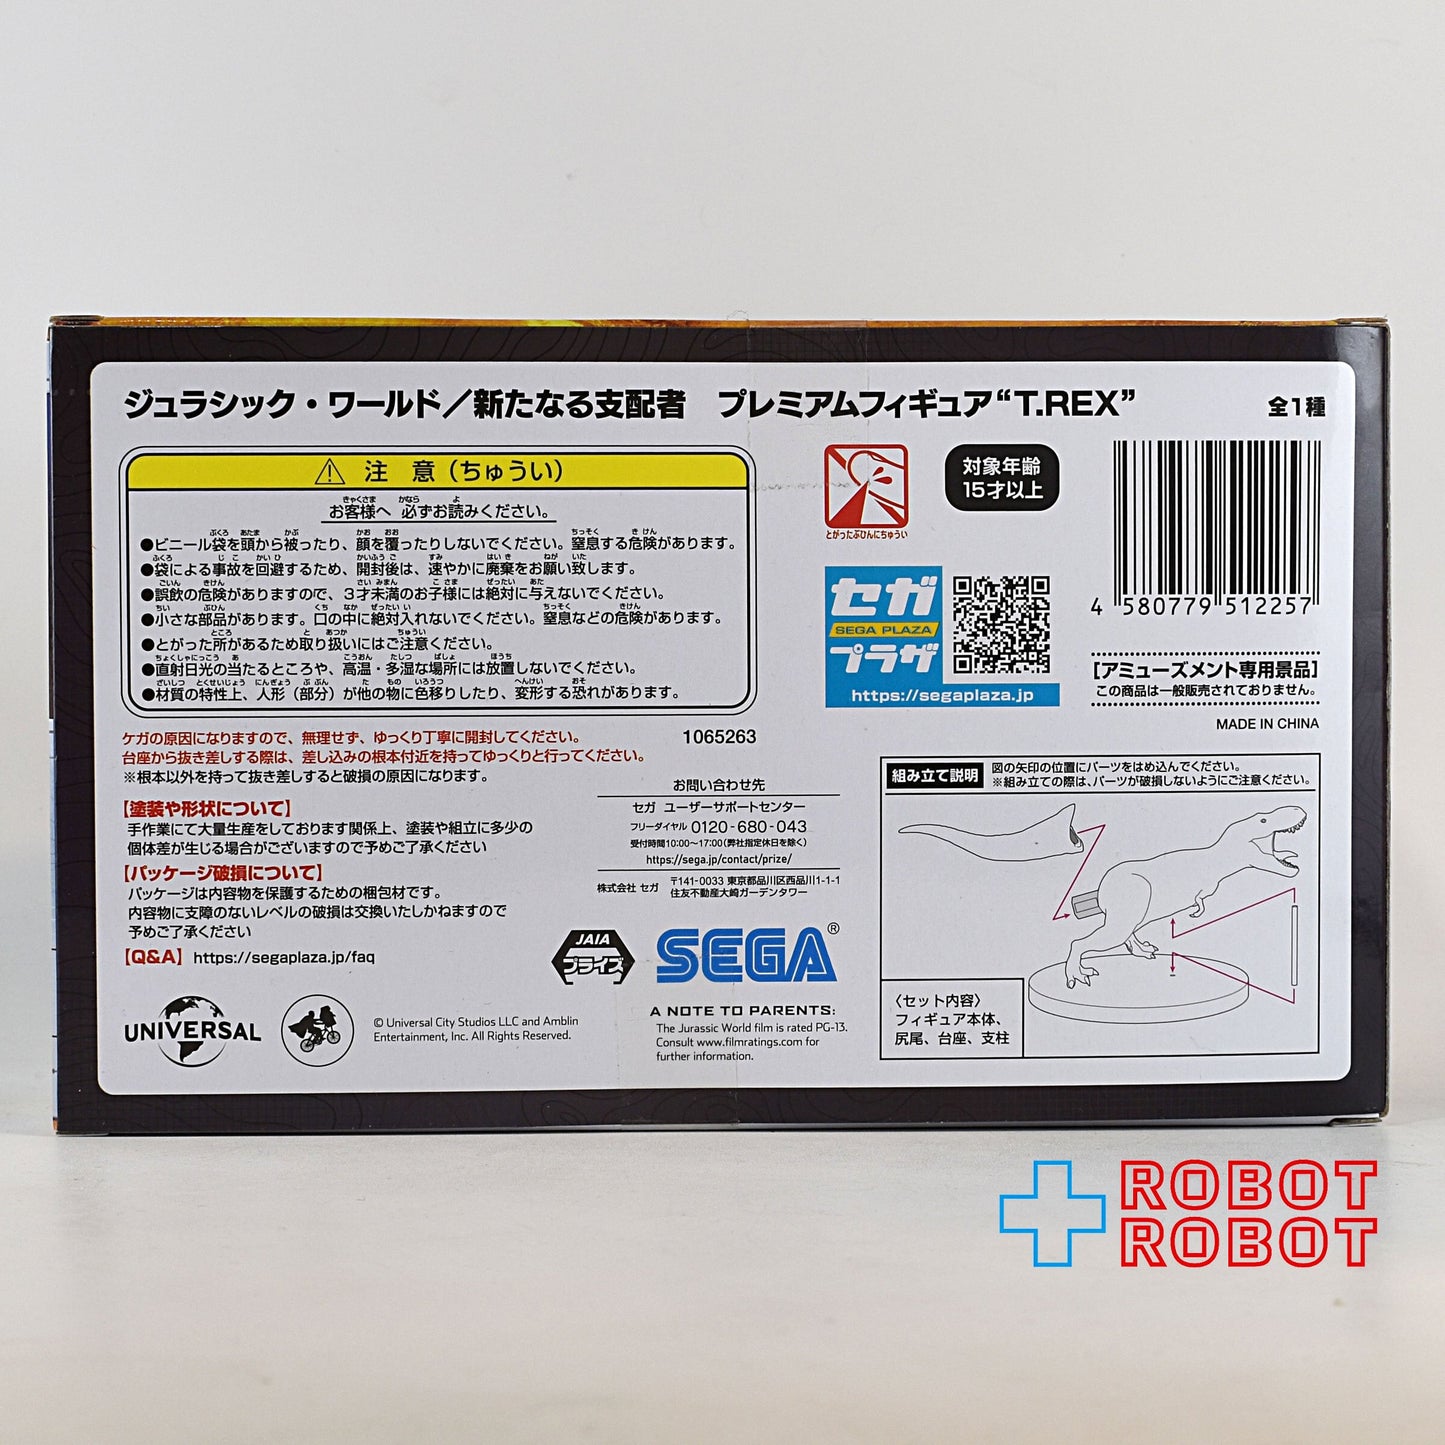 ジュラシック・ワールド／新たなる支配者　プレミアムフィギュア“T.REX”　全1種
⚠ 注　意（ちゅうい）
お客様へ 必ずお読みください。
●ビニール袋を頭から被ったり、顔を覆ったりしないでください。窒息する危険があります。
●袋による事故を回避するため、開封後は、速やかに廃棄をお願い致します。
●誤飲の危険がありますので、３才未満のお子様には絶対に与えないでください。
●小さな部品があります。口の中に絶対入れないでください。窒息などの危険があります。
●とがった所があるため取り扱いにはご注意ください。
●直射日光の当たるところや、高温・多湿な場所には放置しないでください。
●材質の特性上、人形（部分）が他の物に色移りしたり、変形する恐れがあります。
ケガの原因になりますので、無理せず、ゆっくり丁寧に開封してください。
台座から抜き差しする際は、差し込みの根本付近を持ってゆっくりと行ってください。
※根本以外を持って抜き差しすると破損の原因になります。
1065263
【塗装や形状について】
手作業にて大量生産をしております関係上、塗装や組立に多少の
個体差が生じる場合がございますので予めご了承ください
【パッケージ破損について】
パッケージは内容物を保護するための梱包材です。
内容物に支障のないレベルの破損は交換いたしかねますので
予めご了承ください
【Q&A】 https://segaplaza.jp/faq
お問い合わせ先
セガ ユーザーサポートセンター
フリーダイヤル 0120-680-043
受付時間10:00～17:00（弊社指定休日を除く）
https://sega.jp/contact/prize/
株式会社 セガ
〒141-0033 東京都品川区西品川1-1-1
住友不動産大崎ガーデンタワー
JAIA
プライズ
SEGA®
UNIVERSAL
© Universal City Studios LLC and Amblin
Entertainment, Inc. All Rights Reserved.
A NOTE TO PARENTS:
The Jurassic World film is rated PG-13.
Consult www.filmratings.com for
further information.
とがったぶひんにちゅうい
対象年齢
15才以上
セガ
SEGA PLAZA
プラザ
https://segaplaza.jp
4 580779 512257
【アミューズメント専用景品】
この商品は一般販売されておりません。
MADE IN CHINA
組み立て説明
図の矢印の位置にパーツをはめ込んでください。
※組み立ての際は、パーツが破損しないようにご注意ください。
〈セット内容〉
フィギュア本体、
尻尾、台座、支柱
ROBOT
ROBOT